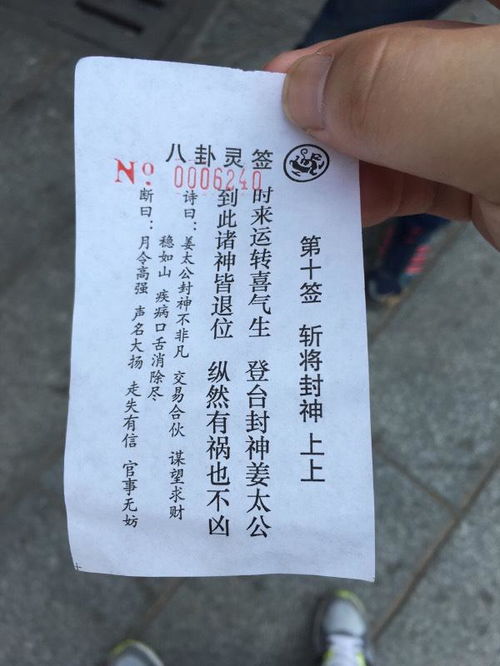 八卦灵签
№ 0006240
第十签 斩将封神 上上
时来运转喜气生 登台封神姜太公
到此诸神皆退位 纵然有祸也不凶
诗曰：姜太公封神不非凡 交易合伙 谋望求财
稳如山 疾病口舌消除尽
断曰：月令高强 声名大扬 走失有信 官事无妨